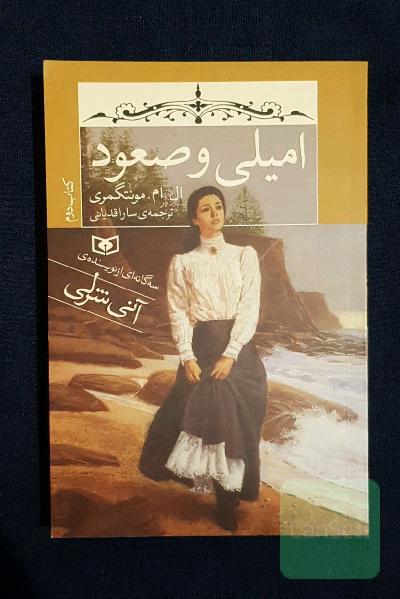 امیلی و صعود
ال. ام. مونتگمری
ترجمه‌ی سارا قدیانی
کتاب دوم
سه گانه‌ای از نویسنده‌ی
آنی شرلی